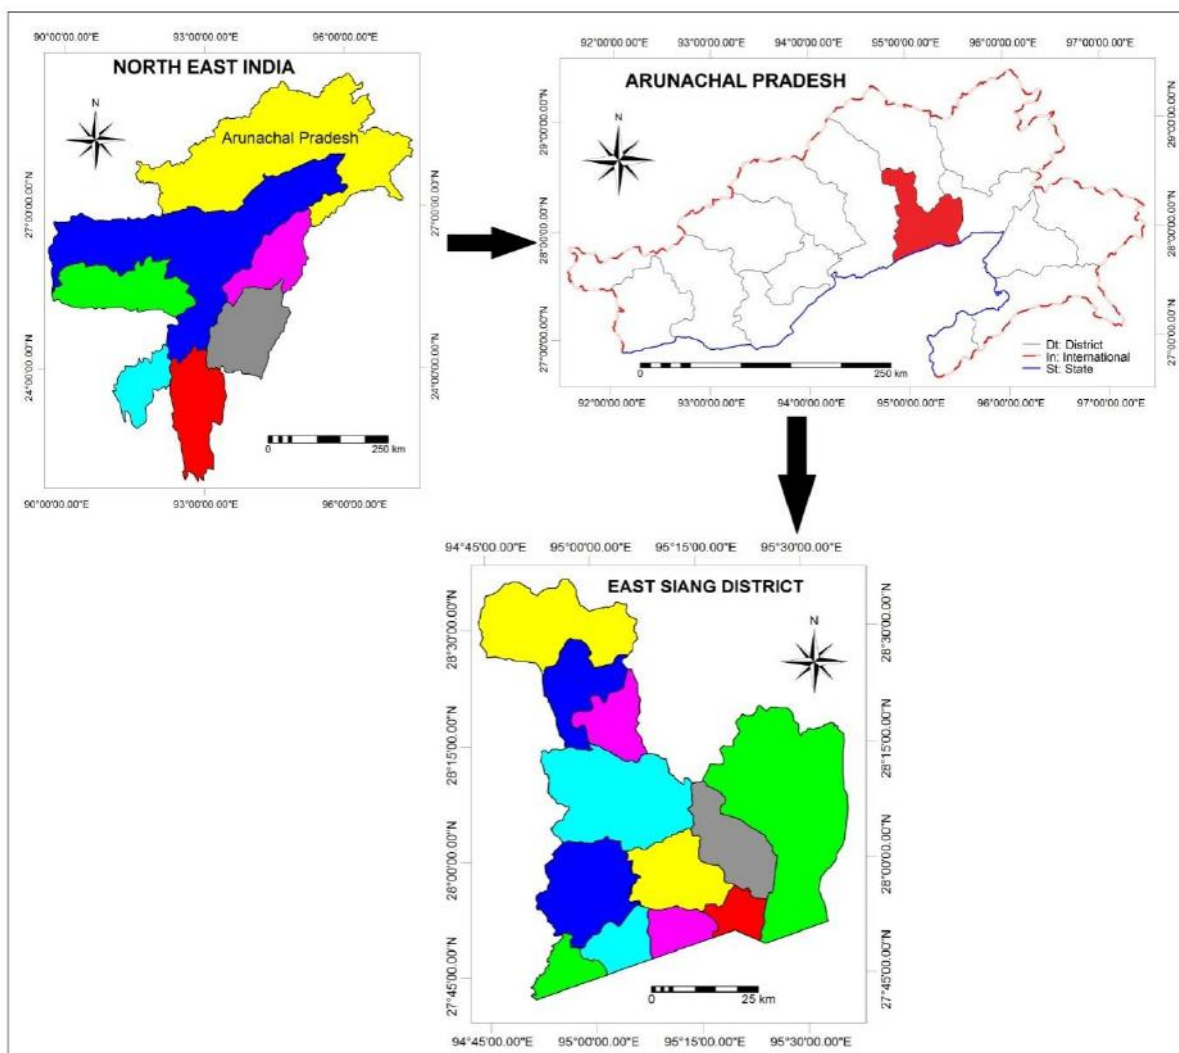 90°00'00.00"E 93°00'00.00"E 96°00'00.00"E
NORTH EAST INDIA
N
Arunachal Pradesh
27°00'00.00"N
27°00'00.00"N
24°00'00.00"N
24°00'00.00"N
0 250 km
90°00'00.00"E 93°00'00.00"E 96°00'00.00"E
92°00'00.00"E 93°00'00.00"E 94°00'00.00"E 95°00'00.00"E 96°00'00.00"E 97°00'00.00"E
ARUNACHAL PRADESH
N
29°00'00.00"N
29°00'00.00"N
28°00'00.00"N
28°00'00.00"N
27°00'00.00"N
27°00'00.00"N
Dt: District
In: International
St: State
0 250 km
92°00'00.00"E 93°00'00.00"E 94°00'00.00"E 95°00'00.00"E 96°00'00.00"E 97°00'00.00"E
94°45'00.00"E 95°00'00.00"E 95°15'00.00"E 95°30'00.00"E
EAST SIANG DISTRICT
N
28°30'00.00"N
28°30'00.00"N
28°15'00.00"N
28°15'00.00"N
28°00'00.00"N
28°00'00.00"N
27°45'00.00"N
27°45'00.00"N
0 25 km
94°45'00.00"E 95°00'00.00"E 95°15'00.00"E 95°30'00.00"E